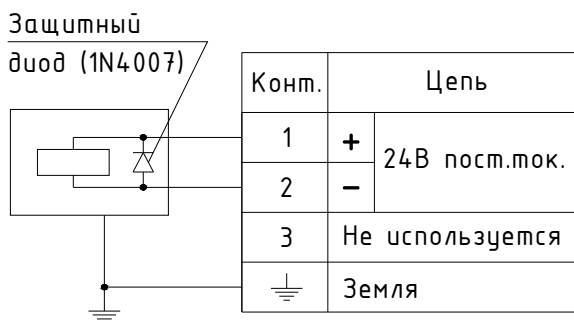 Защитный
диод (1N4007)
Конт. Цепь
1 + 24В пост.ток.
2 −
3 Не используется
Земля